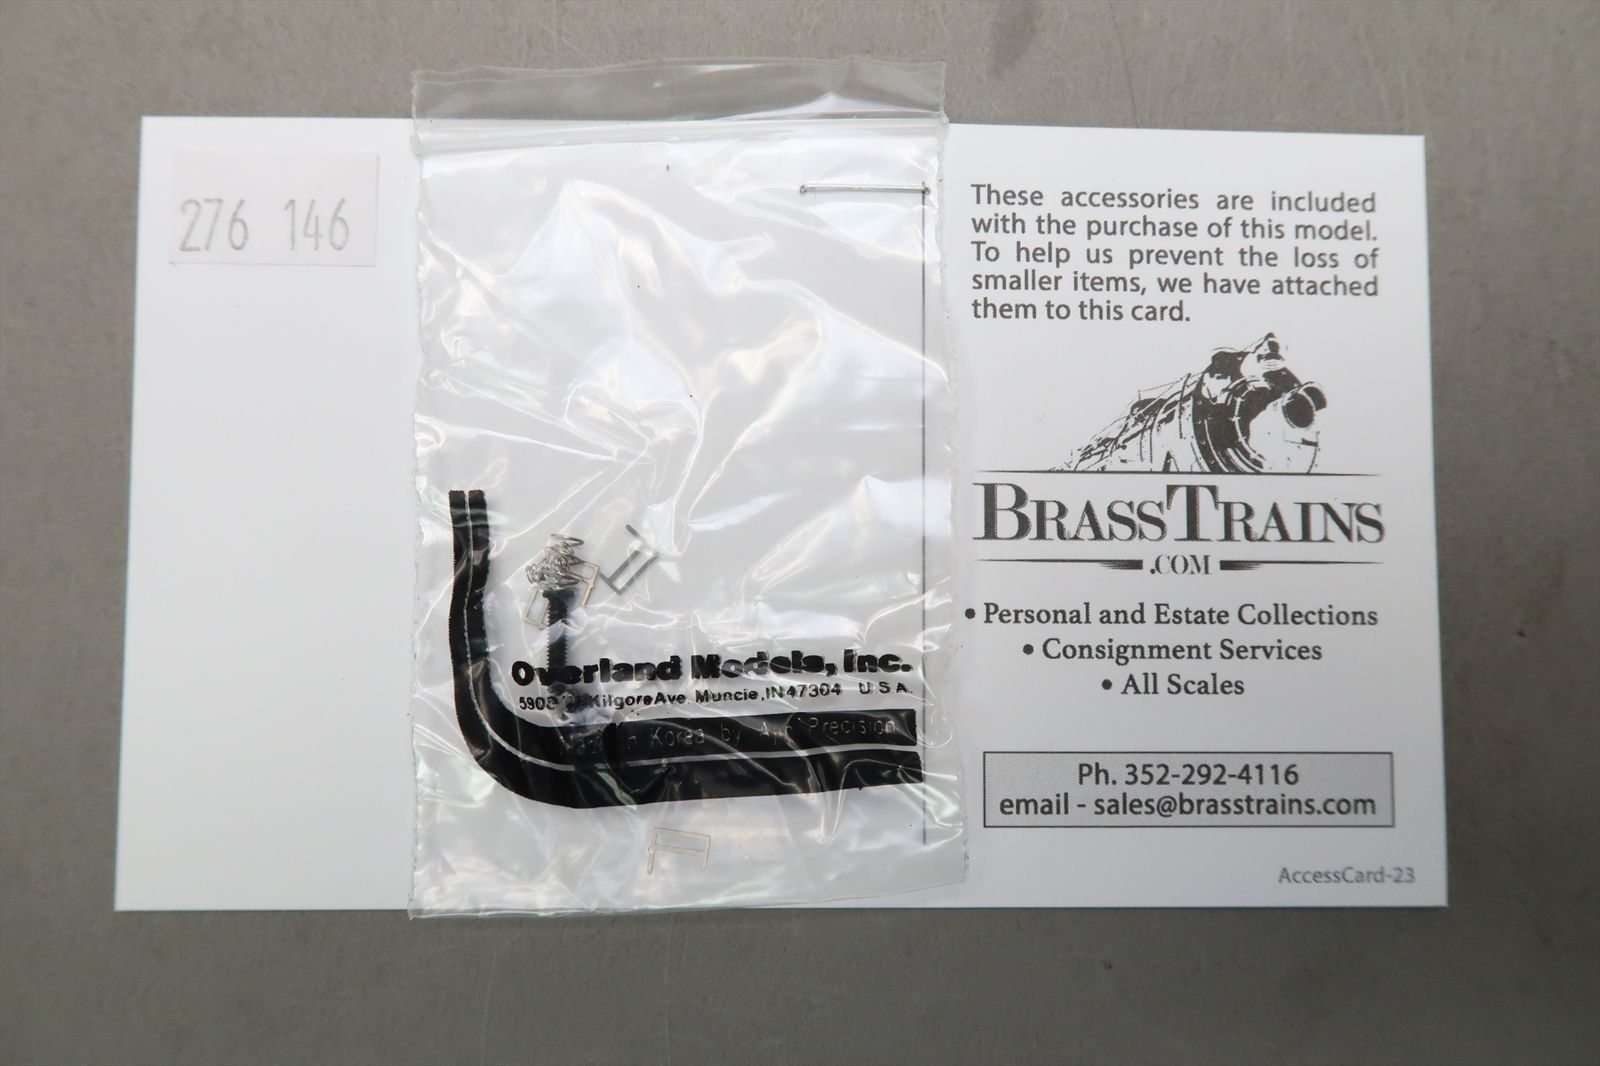 276 146
These accessories are included
with the purchase of this model.
To help us prevent the loss of
smaller items, we have attached
them to this card.
BRASSTRAINS
.COM
• Personal and Estate Collections
• Consignment Services
• All Scales
Ph. 352-292-4116
email - sales@brasstrains.com
AccessCard-23
Overland Models, Inc.
Kilgore Ave. Muncie, IN 47304 U S A.
Korea by Precision